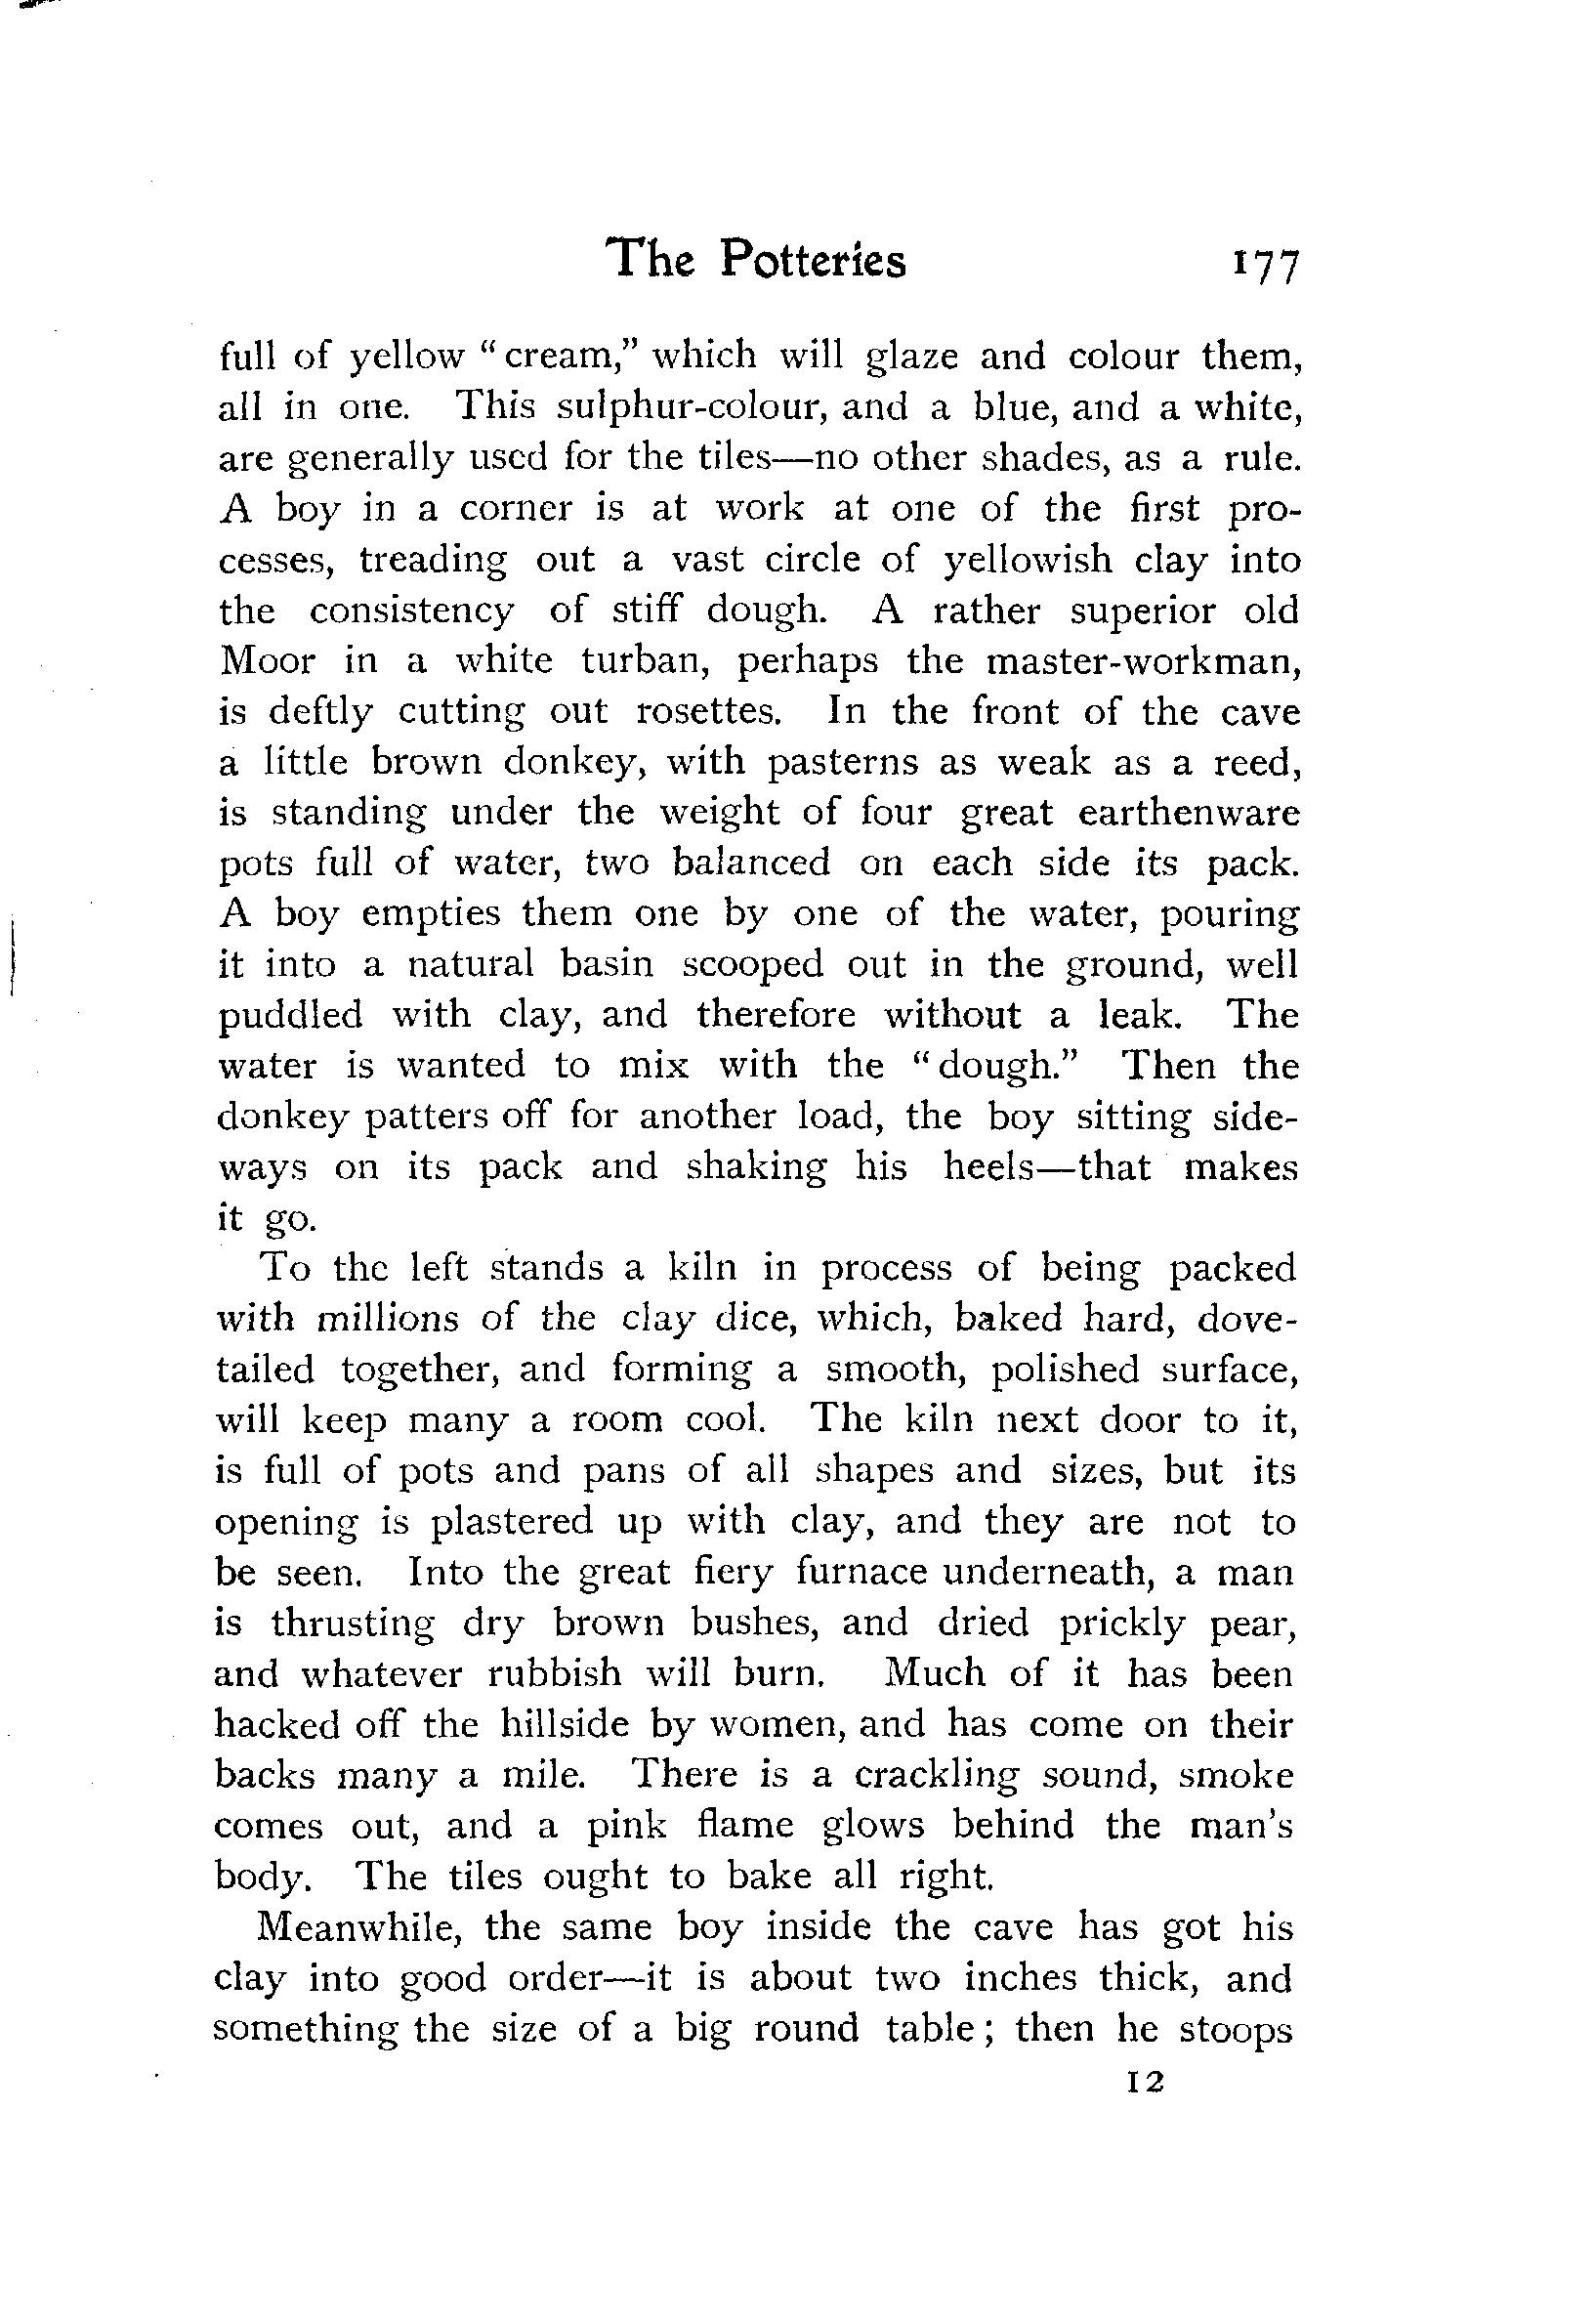 The Potteries 177
full of yellow “cream,” which will glaze and colour them,
all in one. This sulphur-colour, and a blue, and a white,
are generally used for the tiles—no other shades, as a rule.
A boy in a corner is at work at one of the first pro-
cesses, treading out a vast circle of yellowish clay into
the consistency of stiff dough. A rather superior old
Moor in a white turban, perhaps the master-workman,
is deftly cutting out rosettes. In the front of the cave
a little brown donkey, with pasterns as weak as a reed,
is standing under the weight of four great earthenware
pots full of water, two balanced on each side its pack.
A boy empties them one by one of the water, pouring
it into a natural basin scooped out in the ground, well
puddled with clay, and therefore without a leak. The
water is wanted to mix with the “dough.” Then the
donkey patters off for another load, the boy sitting side-
ways on its pack and shaking his heels—that makes
it go.
To the left stands a kiln in process of being packed
with millions of the clay dice, which, baked hard, dove-
tailed together, and forming a smooth, polished surface,
will keep many a room cool. The kiln next door to it,
is full of pots and pans of all shapes and sizes, but its
opening is plastered up with clay, and they are not to
be seen. Into the great fiery furnace underneath, a man
is thrusting dry brown bushes, and dried prickly pear,
and whatever rubbish will burn. Much of it has been
hacked off the hillside by women, and has come on their
backs many a mile. There is a crackling sound, smoke
comes out, and a pink flame glows behind the man’s
body. The tiles ought to bake all right.
Meanwhile, the same boy inside the cave has got his
clay into good order—it is about two inches thick, and
something the size of a big round table; then he stoops
12